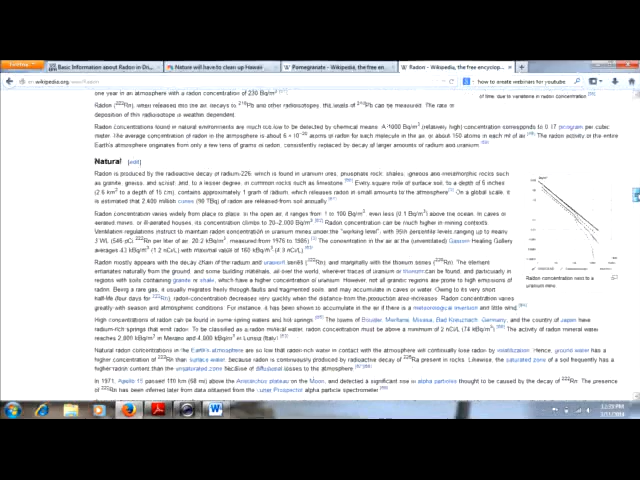 Basic Information about Radon in Dri...
Nature will have to clean up Hawaii
Pomegranate - Wikipedia, the free en...
Radon - Wikipedia, the free encyclop...
en.wikipedia.org/wiki/Radon
how to create webinars for youtube
one year in an atmosphere with a radon concentration of 230 Bq/m
of time, due to variations in radon concentration
Radon (222Rn), when released into the air, decays to 210Pb and other radioisotopes, the levels of 210Pb can be measured. The rate of
deposition of this radioisotope is weather dependent.
Radon concentrations found in natural environments are much too low to be detected by chemical means. A 1000 Bq/m3 (relatively high) concentration corresponds to 0.17 picogram per cubic
meter. The average concentration of radon in the atmosphere is about 6 × 10 atoms of radon for each molecule in the air, or about 150 atoms in each ml of air. The radon activity of the entire
Earth's atmosphere originates from only a few tens of grams of radon, consistently replaced by decay of larger amounts of radium and uranium.
Natural [edit]
Radon is produced by the radioactive decay of radium-226, which is found in uranium ores, phosphate rock, shales, igneous and metamorphic rocks such
as granite, gneiss, and schist, and to a lesser degree, in common rocks such as limestone. Every square mile of surface soil, to a depth of 6 inches
(2.6 km2 to a depth of 15 cm), contains approximately 1 gram of radium, which releases radon in small amounts to the atmosphere. On a global scale, it
is estimated that 2,400 million curies (90 TBq) of radon are released from soil annually.
Radon concentration varies widely from place to place. In the open air, it ranges from 1 to 100 Bq/m3, even less (0.1 Bq/m3) above the ocean. In caves or
aerated mines, or ill-aerated houses, its concentration climbs to 20–2,000 Bq/m3. Radon concentration can be much higher in mining contexts.
Ventilation regulations instruct to maintain radon concentration in uranium mines under the "working level", with 95th percentile levels ranging up to nearly
3 WL (546 pCi 222Rn per liter of air; 20.2 kBq/m3, measured from 1976 to 1985). The concentration in the air at the (unventilated) Gastein Healing Gallery
averages 43 kBq/m3 (1.2 nCi/L) with maximal value of 160 kBq/m3 (4.3 nCi/L).
Radon concentration next to a
uranium mine
Radon mostly appears with the decay chain of the radium and uranium series (222Rn), and marginally with the thorium series (220Rn). The element
emanates naturally from the ground, and some building materials, all over the world, wherever traces of uranium or thorium can be found, and particularly in
regions with soils containing granite or shale, which have a higher concentration of uranium. However, not all granitic regions are prone to high emissions of
radon. Being a rare gas, it usually migrates freely through faults and fragmented soils, and may accumulate in caves or water. Owing to its very short
half-life (four days for 222Rn), radon concentration decreases very quickly when the distance from the production area increases. Radon concentration varies
greatly with season and atmospheric conditions. For instance, it has been shown to accumulate in the air if there is a meteorological inversion and little wind.
High concentrations of radon can be found in some spring waters and hot springs. The towns of Boulder, Montana; Misasa; Bad Kreuznach, Germany; and the country of Japan have
radium-rich springs that emit radon. To be classified as a radon mineral water, radon concentration must be above a minimum of 2 nCi/L (74 kBq/m3). The activity of radon mineral water
reaches 2,000 kBq/m3 in Merano and 4,000 kBq/m3 in Lurisia (Italy).
Natural radon concentrations in the Earth's atmosphere are so low that radon-rich water in contact with the atmosphere will continually lose radon by volatilization. Hence, ground water has a
higher concentration of 222Rn than surface water, because radon is continuously produced by radioactive decay of 226Ra present in rocks. Likewise, the saturated zone of a soil frequently has a
higher radon content than the unsaturated zone because of diffusional losses to the atmosphere.
In 1971, Apollo 15 passed 110 km (68 mi) above the Aristarchus plateau on the Moon, and detected a significant rise in alpha particles thought to be caused by the decay of 222Rn. The presence
of 222Rn has been inferred later from data obtained from the Lunar Prospector alpha particle spectrometer.